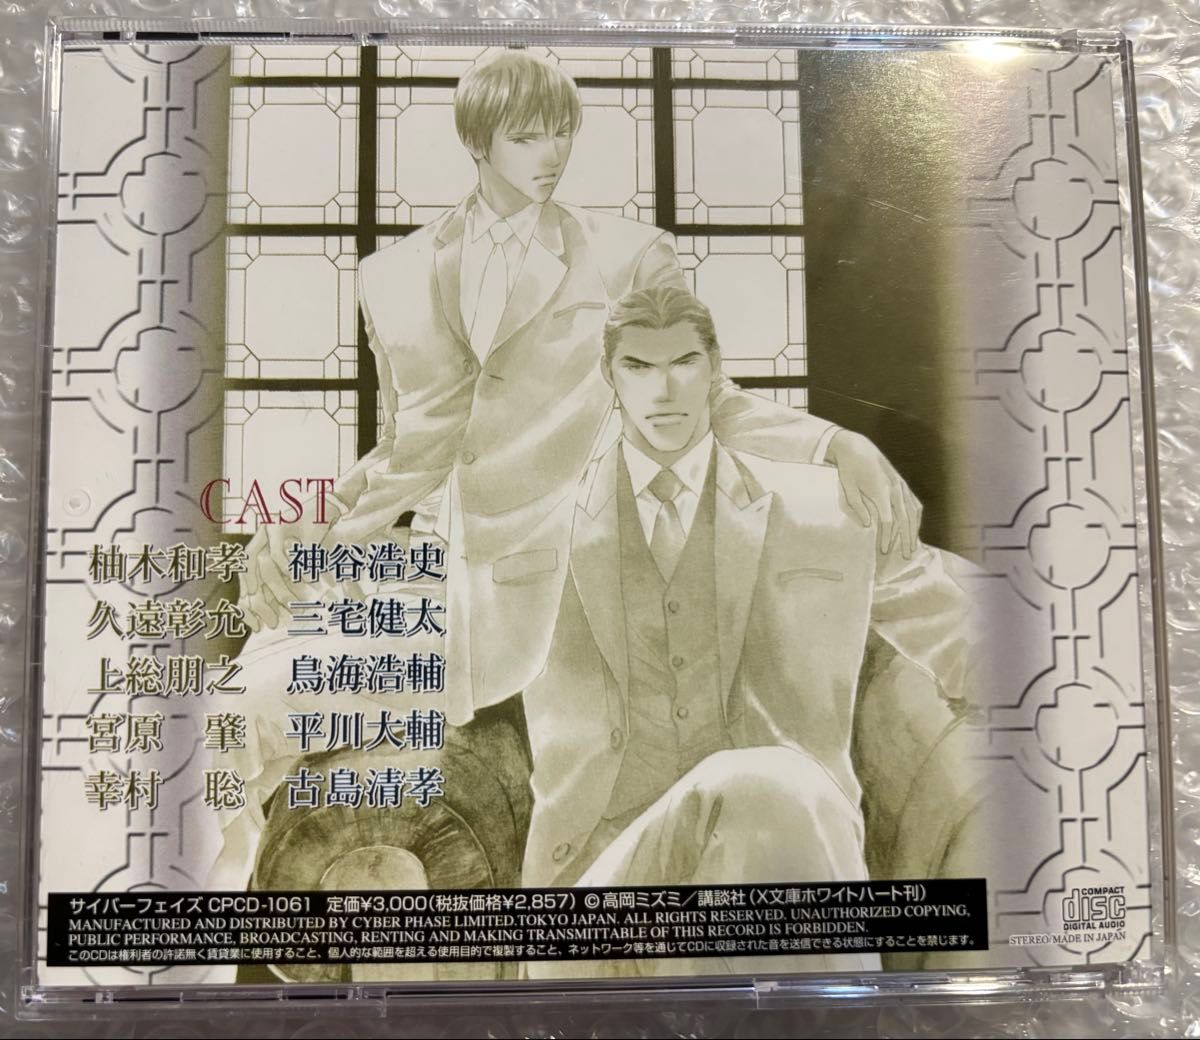 CAST
柚木和孝　神谷浩史
久遠彰允　三宅健太
上総朋之　鳥海浩輔
宮原　肇　平川大輔
幸村　聡　古島清孝
サイバーフェイズ CPCD-1061 定価¥3,000(税抜価格¥2,857) ©高岡ミズミ／講談社(X文庫ホワイトハート刊)
MANUFACTURED AND DISTRIBUTED BY CYBER PHASE LIMITED.TOKYO JAPAN. ALL RIGHTS RESERVED. UNAUTHORIZED COPYING,
PUBLIC PERFORMANCE, BROADCASTING, RENTING AND MAKING TRANSMITTABLE OF THIS RECORD IS FORBIDDEN.
このCDは権利者の許諾無く賃貸業に使用すること、個人的な範囲を超える使用目的で複製すること、ネットワーク等を通じてCDに収録された音を送信できる状態にすることを禁じます。
COMPACT
disc
DIGITAL AUDIO
STEREO/MADE IN JAPAN